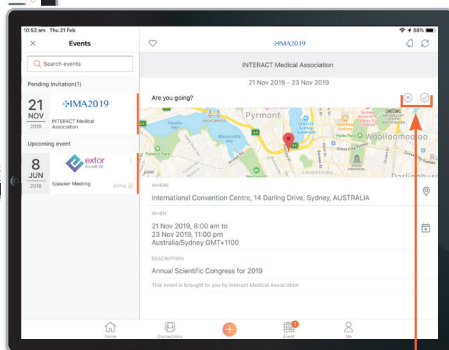 10:53 am Thu 21 Feb
88%
Events
IMA2019
Search events
INTERACT Medical Association
Pending Invitation(1)
21 Nov 2019 - 23 Nov 2019
21
NOV
2019
IMA2019
INTERACT Medical
Association
Are you going?
Upcoming event
8
JUN
2019
extor
Speaker Meeting
going
Pyrmont
Woolloomooloo
CHINATOWN
Darlinghurst
WHERE
International Convention Centre, 14 Darling Drive, Sydney, AUSTRALIA
WHEN
21 Nov 2019, 8:00 am to
23 Nov 2019, 11:00 pm
Australia/Sydney GMT+1100
DESCRIPTION
Annual Scientific Congress for 2019
This event is brought to you by Interact Medical Association.
Home
Connections
Event
1
Me